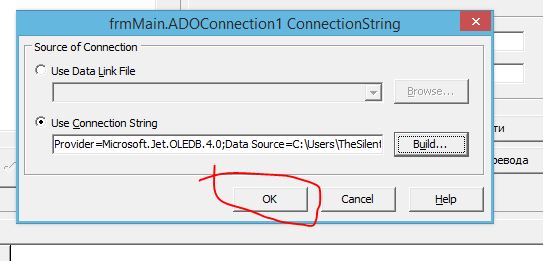 frmMain.ADOConnection1 ConnectionString
Source of Connection
Use Data Link File
Browse...
Use Connection String
Provider=Microsoft.Jet.OLEDB.4.0;Data Source=C:\Users\TheSilent
Build...
ти
ревода
OK
Cancel
Help